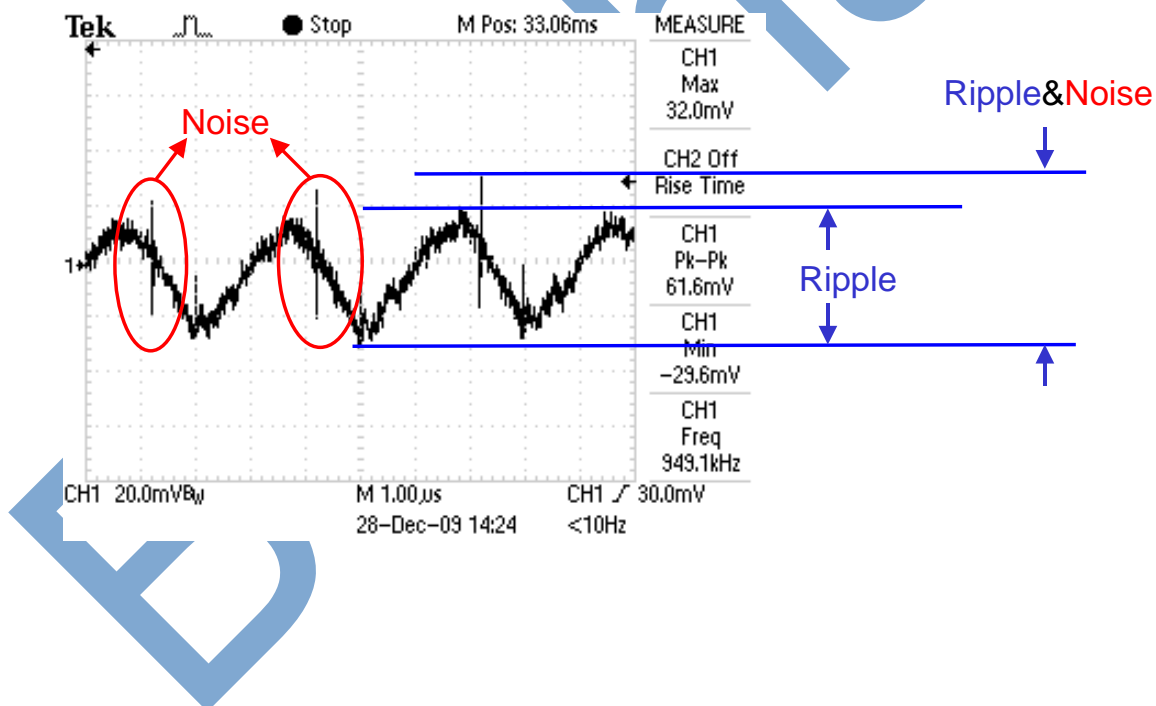 Tek Stop M Pos: 33.06ms MEASURE
CH1
Max
32.0mV
Ripple&Noise
Noise
CH2 Off
Rise Time
1
CH1
Pk-Pk
61.6mV
Ripple
CH1
Min
-29.6mV
CH1
Freq
949.1kHz
CH1 20.0mVBW M 1.00µs CH1 30.0mV
28-Dec-09 14:24 <10Hz